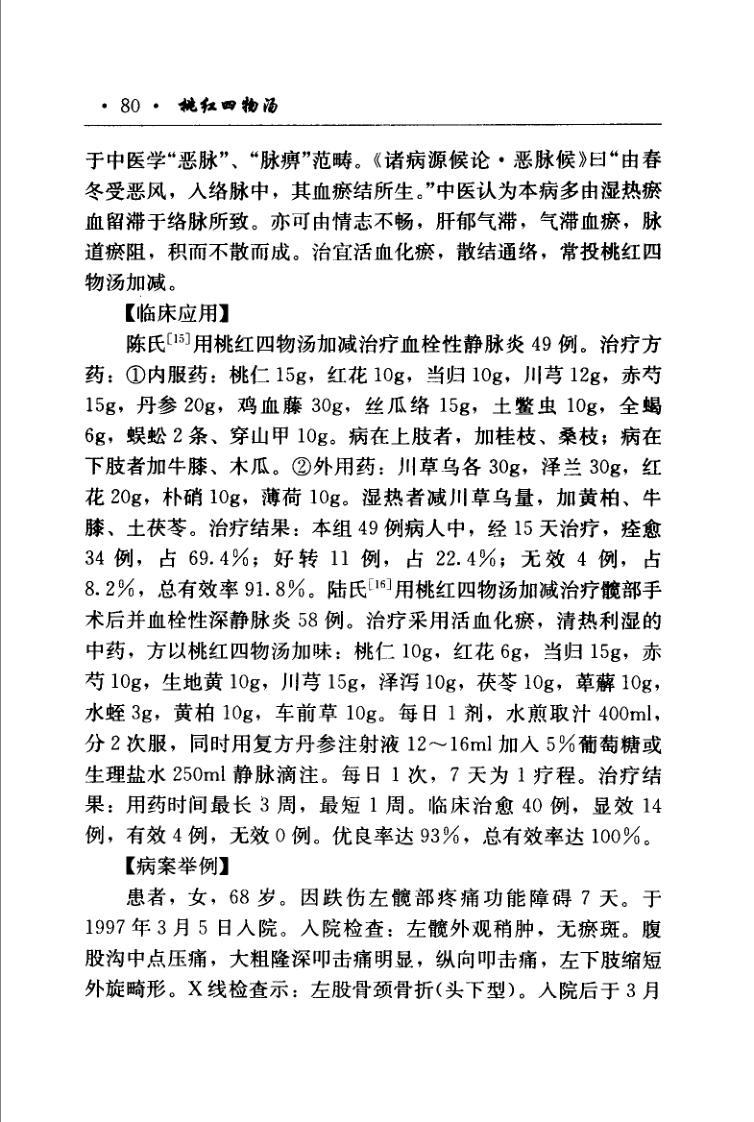 · 80 · 桃红四物汤
于中医学“恶脉”、“脉痹”范畴。《诸病源候论·恶脉候》曰“由春
冬受恶风，入络脉中，其血瘀结所生。”中医认为本病多由湿热瘀
血留滞于络脉所致。亦可由情志不畅，肝郁气滞，气滞血瘀，脉
道瘀阻，积而不散而成。治宜活血化瘀，散结通络，常投桃红四
物汤加减。
【临床应用】
陈氏[15]用桃红四物汤加减治疗血栓性静脉炎 49 例。治疗方
药：①内服药：桃仁 15g，红花 10g，当归 10g，川芎 12g，赤芍
15g，丹参 20g，鸡血藤 30g，丝瓜络 15g，土鳖虫 10g，全蝎
6g，蜈蚣 2 条、穿山甲 10g。病在上肢者，加桂枝、桑枝；病在
下肢者加牛膝、木瓜。②外用药：川草乌各 30g，泽兰 30g，红
花 20g，朴硝 10g，薄荷 10g。湿热者减川草乌量，加黄柏、牛
膝、土茯苓。治疗结果：本组 49 例病人中，经 15 天治疗，痊愈
34 例，占 69.4%；好转 11 例，占 22.4%；无效 4 例，占
8.2%，总有效率 91.8%。陆氏[16]用桃红四物汤加减治疗髋部手
术后并血栓性深静脉炎 58 例。治疗采用活血化瘀，清热利湿的
中药，方以桃红四物汤加味：桃仁 10g，红花 6g，当归 15g，赤
芍 10g，生地黄 10g，川芎 15g，泽泻 10g，茯苓 10g，萆薢 10g，
水蛭 3g，黄柏 10g，车前草 10g。每日 1 剂，水煎取汁 400ml，
分 2 次服，同时用复方丹参注射液 12～16ml 加入 5%葡萄糖或
生理盐水 250ml 静脉滴注。每日 1 次，7 天为 1 疗程。治疗结
果：用药时间最长 3 周，最短 1 周。临床治愈 40 例，显效 14
例，有效 4 例，无效 0 例。优良率达 93%，总有效率达 100%。
【病案举例】
患者，女，68 岁。因跌伤左髋部疼痛功能障碍 7 天。于
1997 年 3 月 5 日入院。入院检查：左髋外观稍肿，无瘀斑。腹
股沟中点压痛，大粗隆深叩击痛明显，纵向叩击痛，左下肢缩短
外旋畸形。X 线检查示：左股骨颈骨折(头下型)。入院后于 3 月